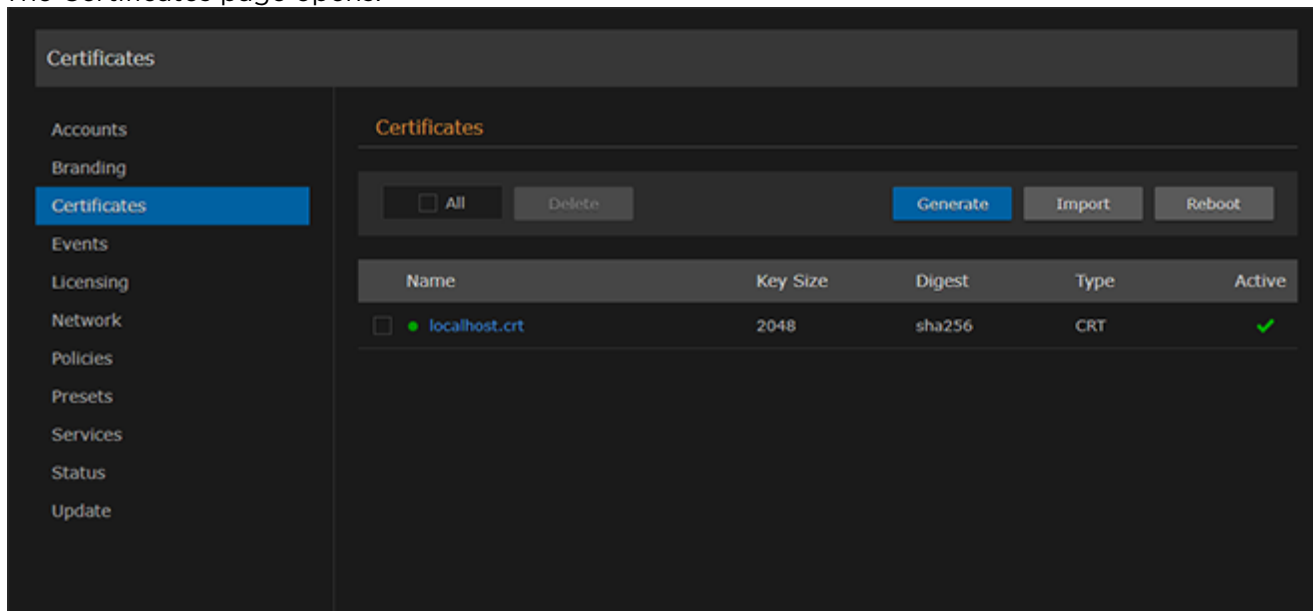 Certificates
Accounts
Branding
Certificates
Events
Licensing
Network
Policies
Presets
Services
Status
Update
Certificates
All Delete Generate Import Reboot
Name Key Size Digest Type Active
localhost.crt 2048 sha256 CRT